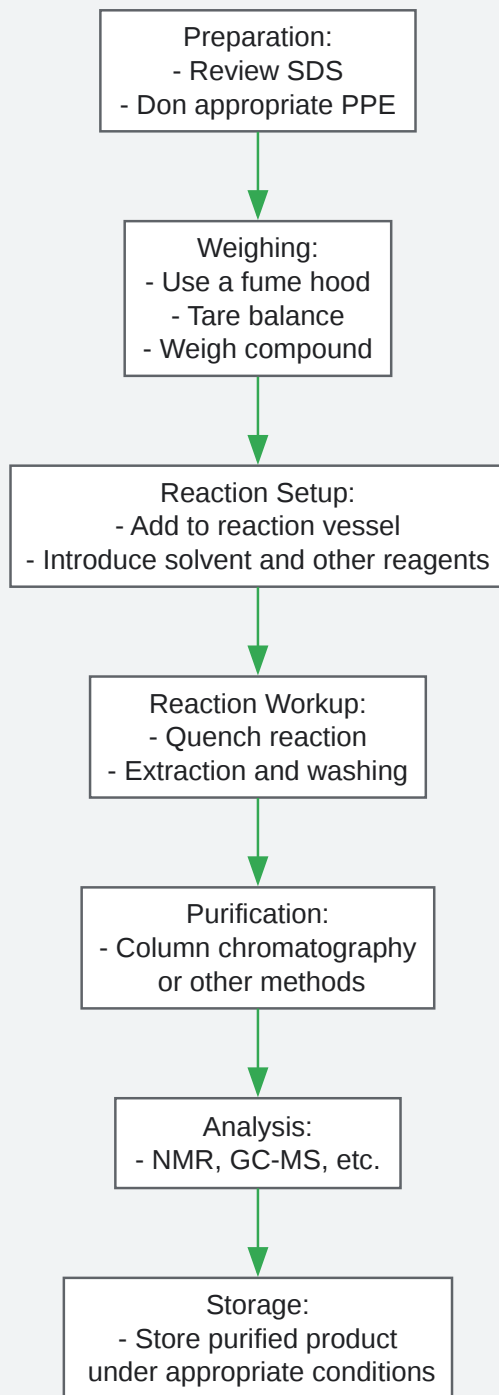 Preparation:
- Review SDS
- Don appropriate PPE
Weighing:
- Use a fume hood
- Tare balance
- Weigh compound
Reaction Setup:
- Add to reaction vessel
- Introduce solvent and other reagents
Reaction Workup:
- Quench reaction
- Extraction and washing
Purification:
- Column chromatography
or other methods
Analysis:
- NMR, GC-MS, etc.
Storage:
- Store purified product
under appropriate conditions